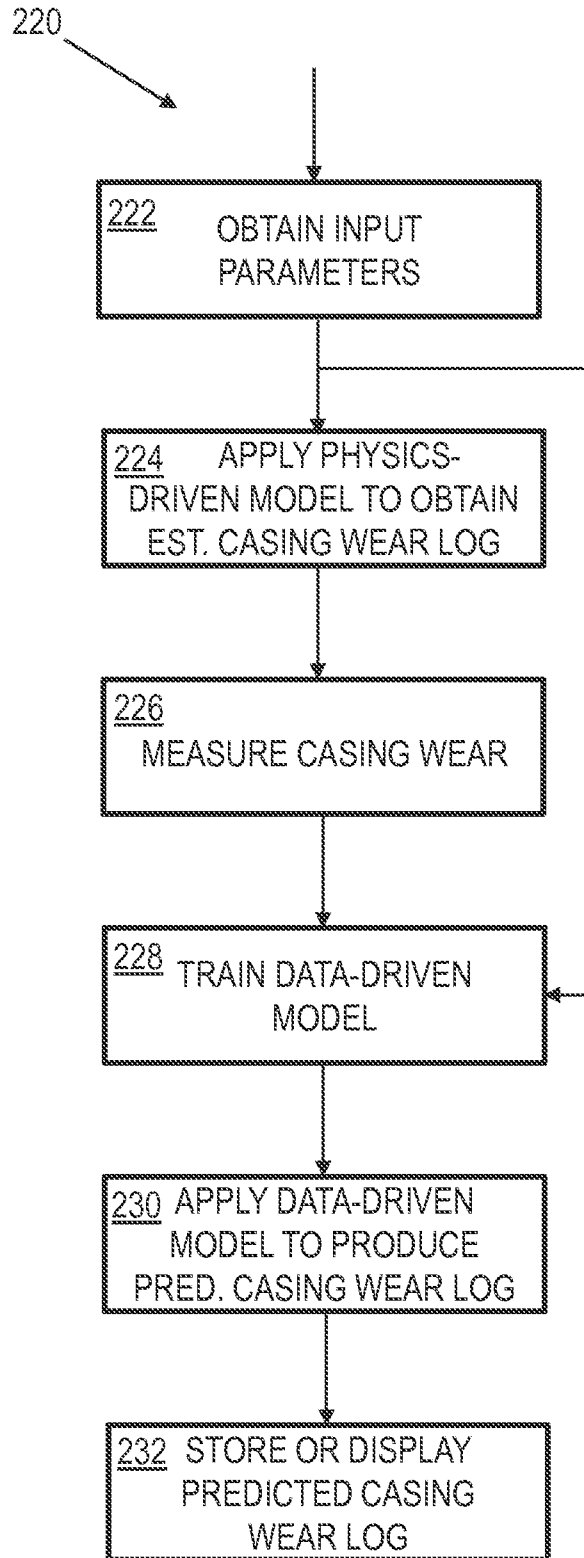 220
222
OBTAIN INPUT
PARAMETERS
224 APPLY PHYSICS-
DRIVEN MODEL TO OBTAIN
EST. CASING WEAR LOG
226
MEASURE CASING WEAR
228
TRAIN DATA-DRIVEN
MODEL
230 APPLY DATA-DRIVEN
MODEL TO PRODUCE
PRED. CASING WEAR LOG
232 STORE OR DISPLAY
PREDICTED CASING
WEAR LOG